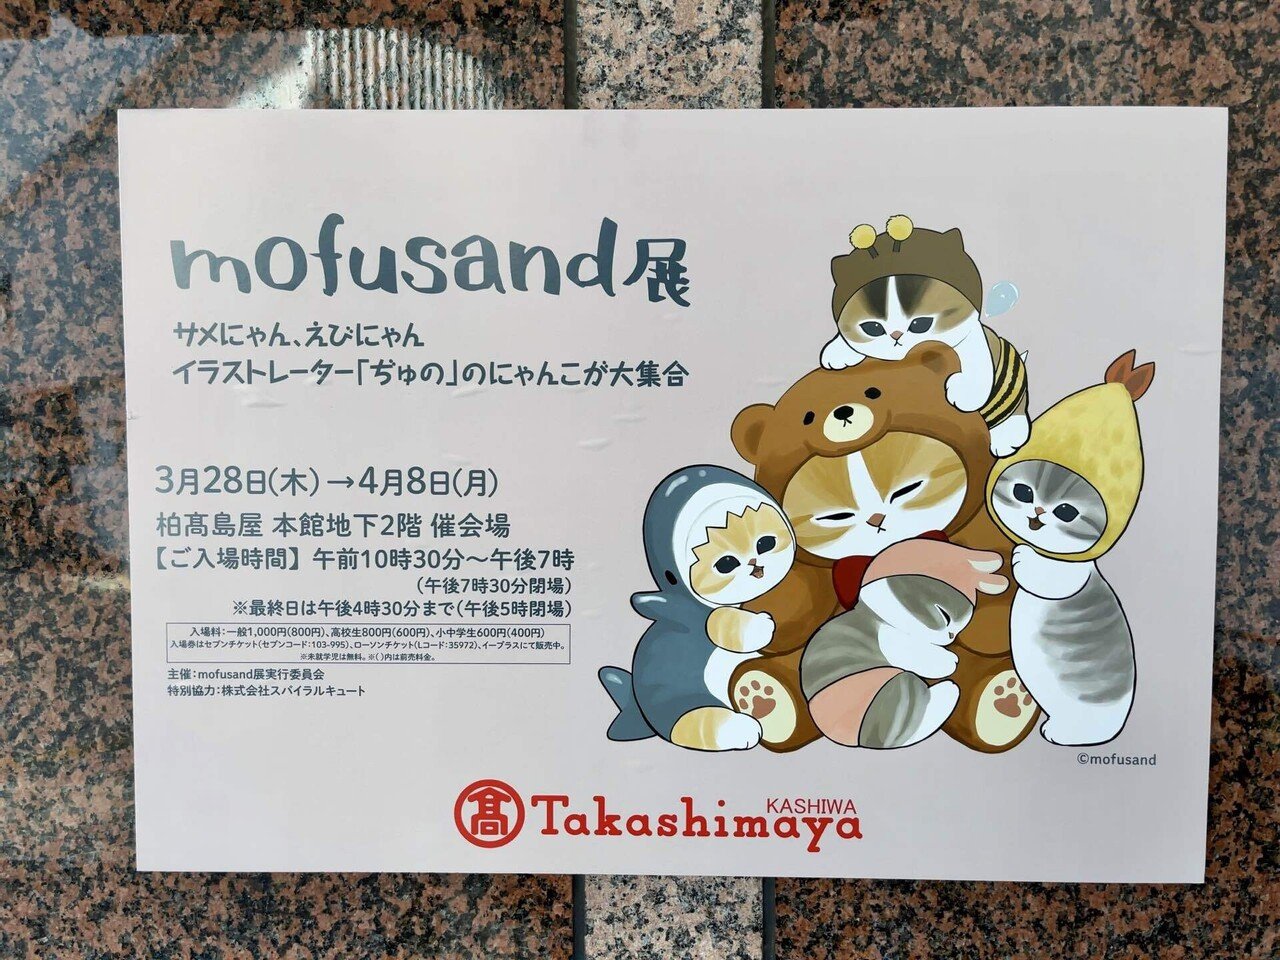 mofusand展
サメにゃん、えびにゃん
イラストレーター「ぢゅの」のにゃんこが大集合
3月28日(木)→4月8日(月)
柏髙島屋 本館地下2階 催会場
【ご入場時間】午前10時30分～午後7時
(午後7時30分閉場)
※最終日は午後4時30分まで(午後5時閉場)
入場料：一般1,000円(800円)、高校生800円(600円)、小中学生600円(400円)
入場券はセブンチケット(セブンコード：103-995)、ローソンチケット(Lコード：35972)、イープラスにて販売中。
※未就学児は無料。※( )内は前売料金。
主催：mofusand展実行委員会
特別協力：株式会社スパイラルキュート
©mofusand
髙 Takashimaya
KASHIWA